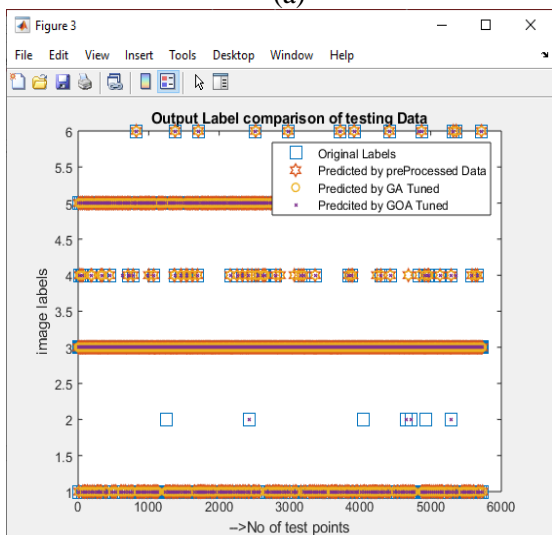 (a)
Figure 3
File Edit View Insert Tools Desktop Window Help
Output Label comparison of testing Data
Original Labels
Predicted by preProcessed Data
Predicted by GA Tuned
Predcited by GOA Tuned
image labels
6
5.5
5
4.5
4
3.5
3
2.5
2
1.5
1
0 1000 2000 3000 4000 5000 6000
-->No of test points